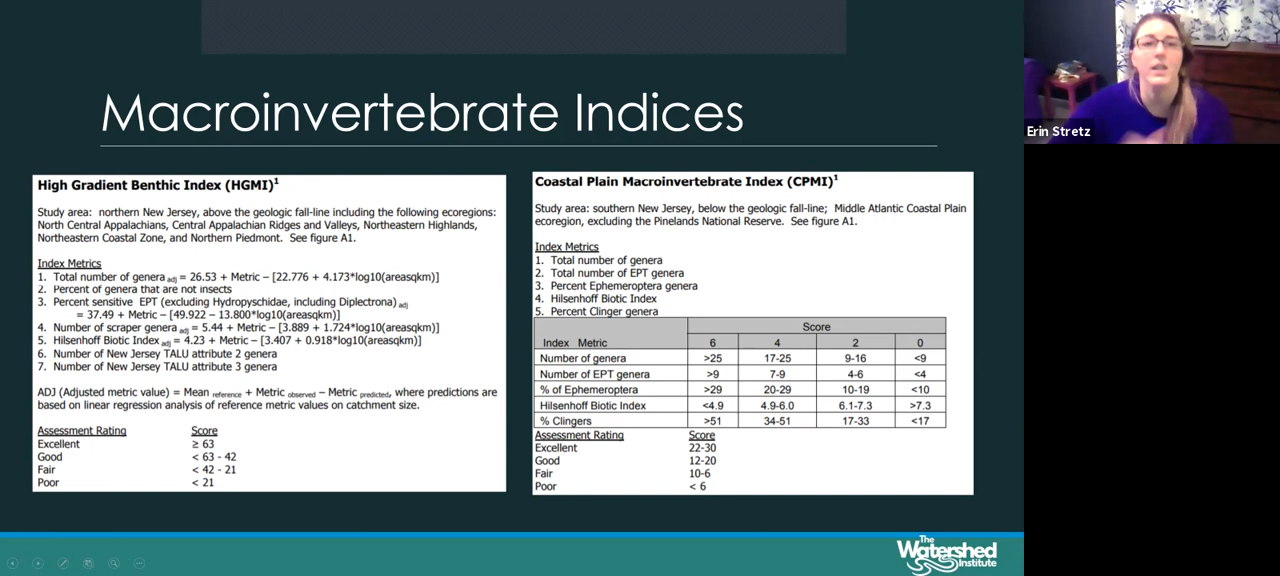 Macroinvertebrate Indices
Erin Stretz
High Gradient Benthic Index (HGMI)1
Study area: northern New Jersey, above the geologic fall-line including the following ecoregions:
North Central Appalachians, Central Appalachian Ridges and Valleys, Northeastern Highlands,
Northeastern Coastal Zone, and Northern Piedmont. See figure A1.
Index Metrics
1. Total number of genera adj = 26.53 + Metric – [22.776 + 4.173*log10(areasqkm)]
2. Percent of genera that are not insects
3. Percent sensitive EPT (excluding Hydropyschidae, including Diplectrona) adj
= 37.49 + Metric – [49.922 - 13.800*log10(areasqkm)]
4. Number of scraper genera adj = 5.44 + Metric – [3.889 + 1.724*log10(areasqkm)]
5. Hilsenhoff Biotic Index adj = 4.23 + Metric – [3.407 + 0.918*log10(areasqkm)]
6. Number of New Jersey TALU attribute 2 genera
7. Number of New Jersey TALU attribute 3 genera
ADJ (Adjusted metric value) = Mean reference + Metric observed – Metric predicted, where predictions are
based on linear regression analysis of reference metric values on catchment size.
Assessment Rating Score
Excellent ≥ 63
Good < 63 - 42
Fair < 42 - 21
Poor < 21
Coastal Plain Macroinvertebrate Index (CPMI)1
Study area: southern New Jersey, below the geologic fall-line; Middle Atlantic Coastal Plain
ecoregion, excluding the Pinelands National Reserve. See figure A1.
Index Metrics
1. Total number of genera
2. Total number of EPT genera
3. Percent Ephemeroptera genera
4. Hilsenhoff Biotic Index
5. Percent Clinger genera
Score
Index Metric 6 4 2 0
Number of genera >25 17-25 9-16 <9
Number of EPT genera >9 7-9 4-6 <4
% of Ephemeroptera >29 20-29 10-19 <10
Hilsenhoff Biotic Index <4.9 4.9-6.0 6.1-7.3 >7.3
% Clingers >51 34-51 17-33 <17
Assessment Rating Score
Excellent 22-30
Good 12-20
Fair 10-6
Poor < 6
The
Watershed
Institute